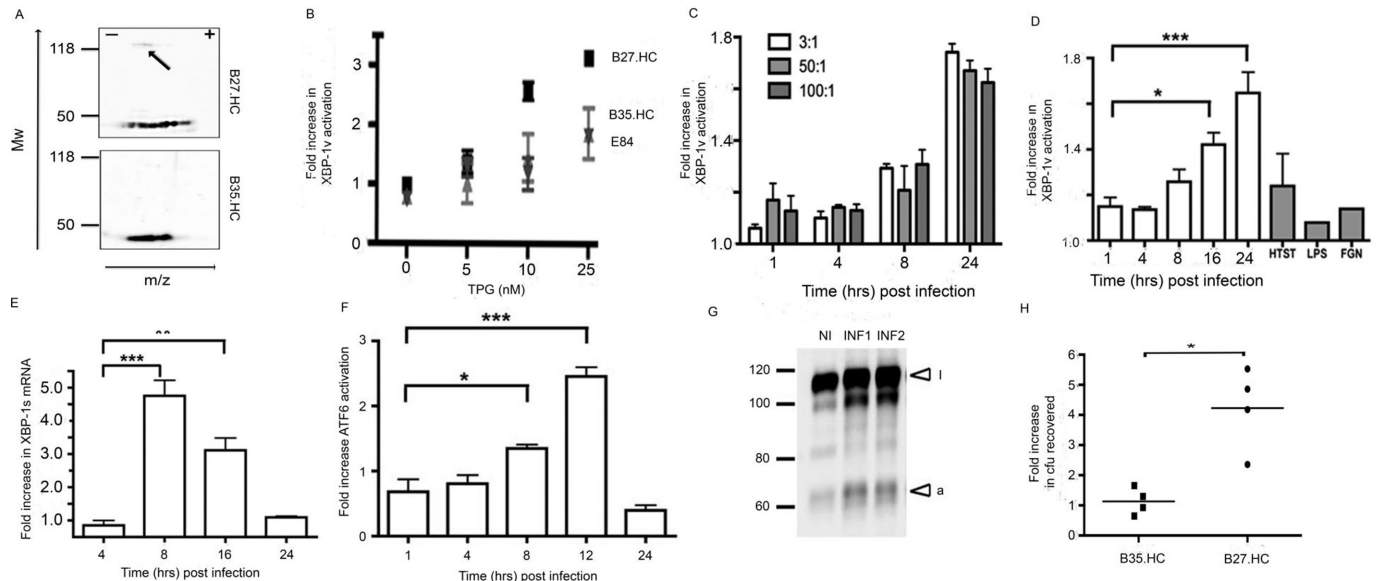 A
–
+
118
50
B27.HC
118
50
B35.HC
Mw
m/z
B
Fold increase in
XBP-1v activation
3
2
1
0
B27.HC
B35.HC
E84
0
5
10
25
TPG (nM)
C
Fold increase in
XBP-1v activation
1.8
1.4
1.0
3:1
50:1
100:1
1
4
8
24
Time (hrs) post infection
D
Fold increase in
XBP-1v activation
1.8
1.4
1.0
***
*
1
4
8
16
24
HTST
LPS
FGN
Time (hrs) post infection
E
Fold increase in XBP-1s mRNA
5.0
4.0
3.0
2.0
1.0
***
4
8
16
24
Time (hrs) post infection
F
Fold increase ATF6 activation
3
2
1
0
***
*
1
4
8
12
24
Time (hrs) post infection
G
NI
INF1
INF2
120
100
80
60
I
a
H
Fold increase
in cfu recovered
6
5
4
3
2
1
0
*
B35.HC
B27.HC